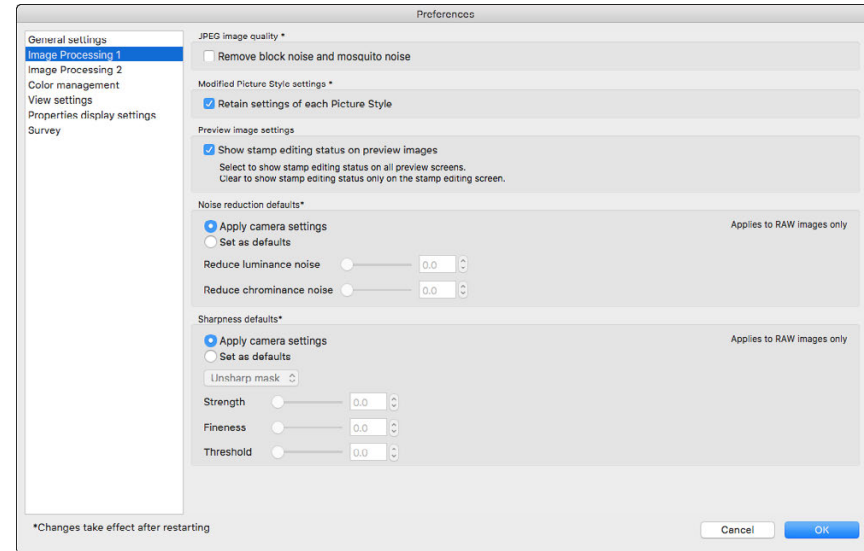 Preferences
General settings
Image Processing 1
Image Processing 2
Color management
View settings
Properties display settings
Survey
JPEG image quality *
Remove block noise and mosquito noise
Modified Picture Style settings *
Retain settings of each Picture Style
Preview image settings
Show stamp editing status on preview images
Select to show stamp editing status on all preview screens.
Clear to show stamp editing status only on the stamp editing screen.
Noise reduction defaults*
Apply camera settings
Applies to RAW images only
Set as defaults
Reduce luminance noise 0.0
Reduce chrominance noise 0.0
Sharpness defaults*
Apply camera settings
Applies to RAW images only
Set as defaults
Unsharp mask
Strength 0.0
Fineness 0.0
Threshold 0.0
*Changes take effect after restarting
Cancel
OK